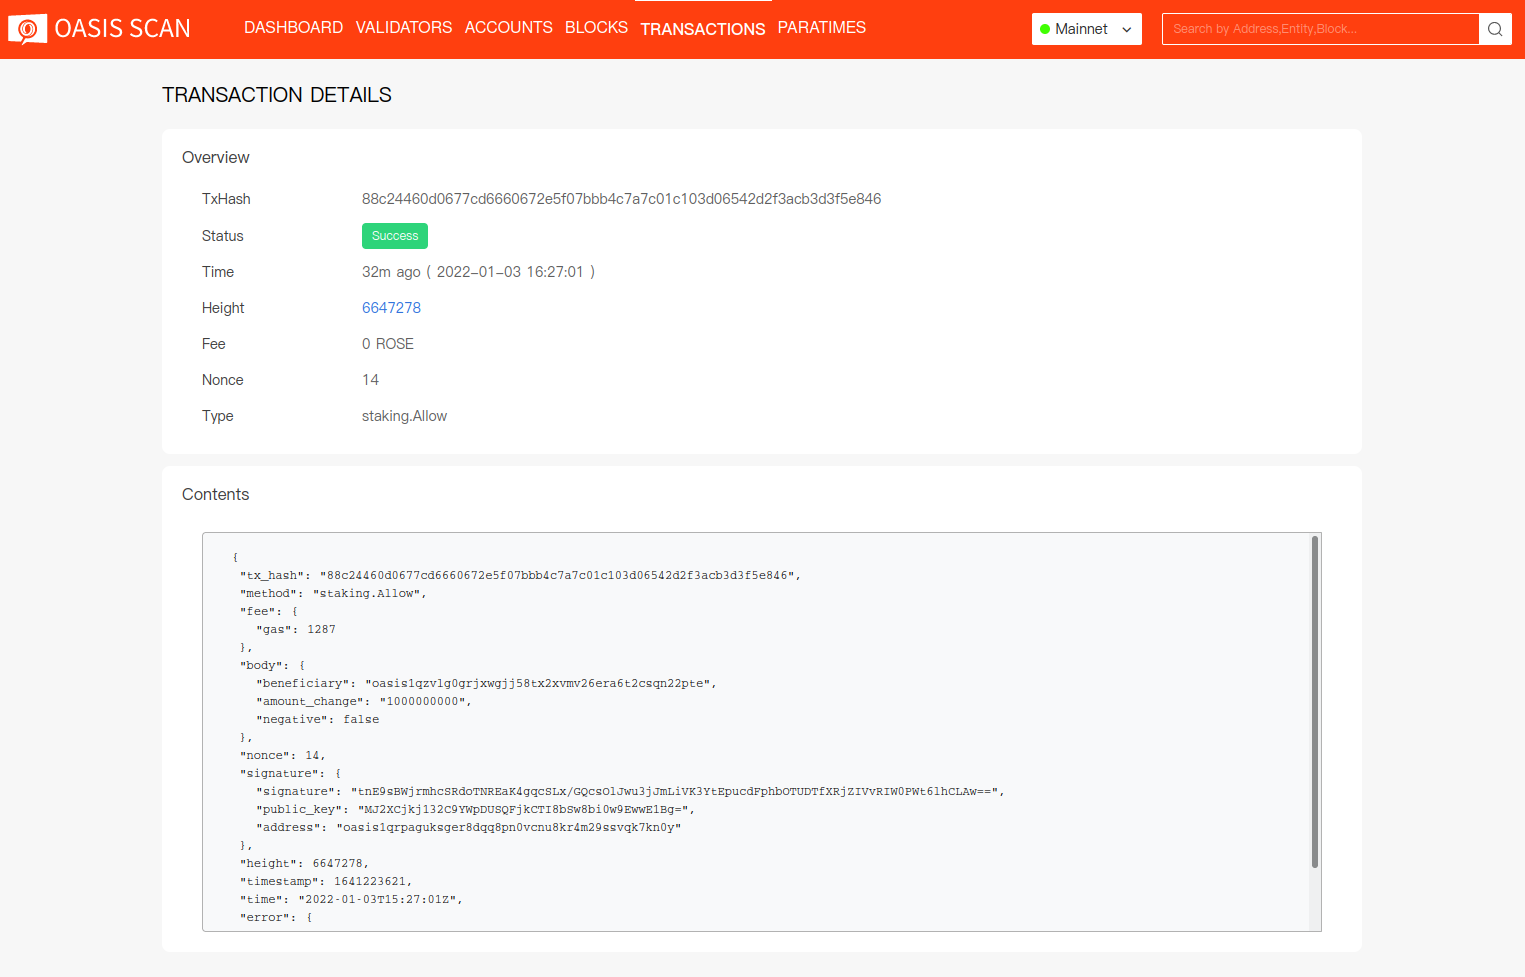 OASIS SCAN
DASHBOARD VALIDATORS ACCOUNTS BLOCKS TRANSACTIONS PARATIMES
Mainnet
Search by Address,Entity,Block...
TRANSACTION DETAILS
Overview
TxHash 88c24460d0677cd6660672e5f07bbb4c7a7c01c103d06542d2f3acb3d3f5e846
Status Success
Time 32m ago ( 2022-01-03 16:27:01 )
Height 6647278
Fee 0 ROSE
Nonce 14
Type staking.Allow
Contents
{
"tx_hash": "88c24460d0677cd6660672e5f07bbb4c7a7c01c103d06542d2f3acb3d3f5e846",
"method": "staking.Allow",
"fee": {
"gas": 1287
},
"body": {
"beneficiary": "oasis1qzvlg0grjxwgjj58tx2xvmv26era6t2csqn22pte",
"amount_change": "1000000000",
"negative": false
},
"nonce": 14,
"signature": {
"signature": "tnE9sBWjrmhcSRdoTNREaK4gqcSLx/GQcsOlJwu3jJmLiVK3YtEpucdFphbOTUDTfXRjZIVvRIW0PWt6lhCLAw==",
"public_key": "MJ2XCjkj132C9YWpDUSQFjkCTI8bSw8bi0w9EwwE1Bg=",
"address": "oasis1qrpaguksger8dqq8pn0vcnu8kr4m29ssvqk7kn0y"
},
"height": 6647278,
"timestamp": 1641223621,
"time": "2022-01-03T15:27:01Z",
"error": {